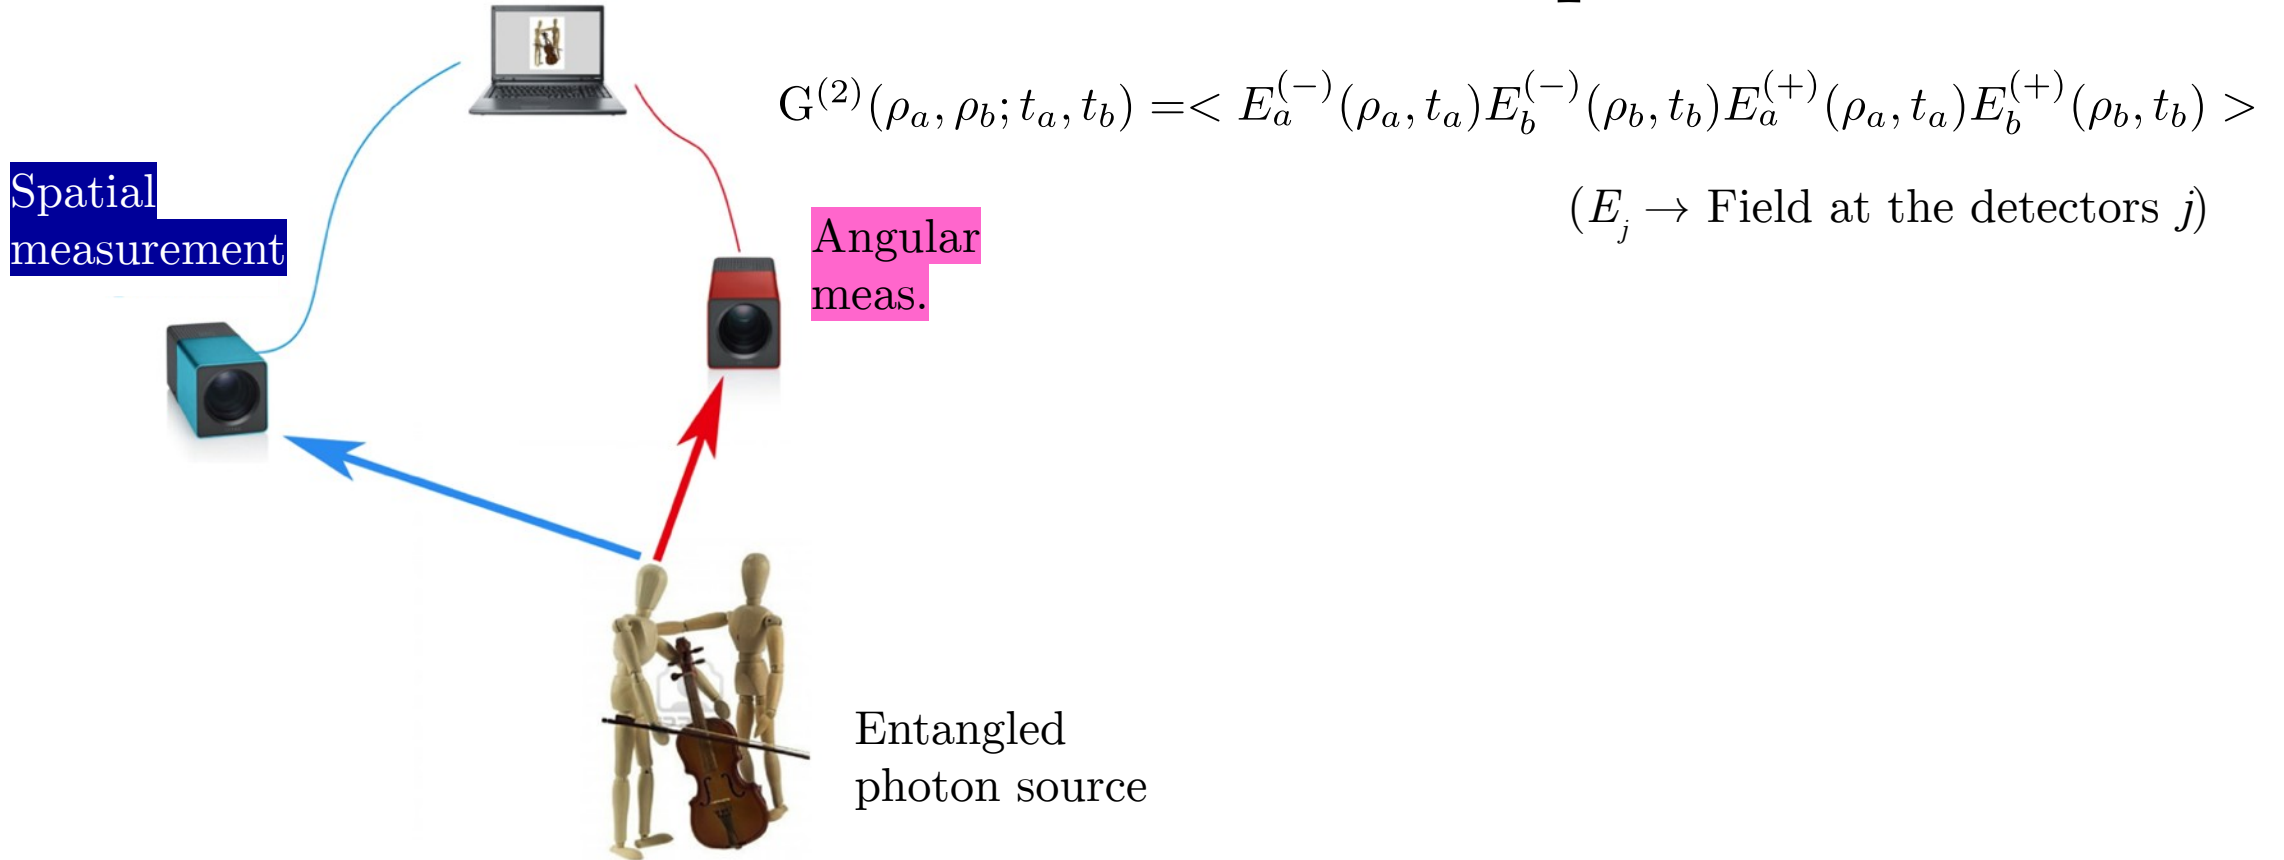 G^{(2)}(ρ_a, ρ_b; t_a, t_b) =< E_a^{(−)}(ρ_a, t_a)E_b^{(−)}(ρ_b, t_b)E_a^{(+)}(ρ_a, t_a)E_b^{(+)}(ρ_b, t_b) >
(E_j → Field at the detectors j)
Spatial
measurement
Angular
meas.
Entangled
photon source